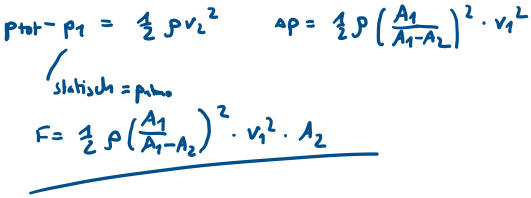 ptot - p₁ = ½ ρ v₂² Δp = ½ ρ (A₁/(A₁-A₂))² · v₁²
statisch = patmo
F = ½ ρ (A₁/(A₁-A₂))² · v₁² · A₂